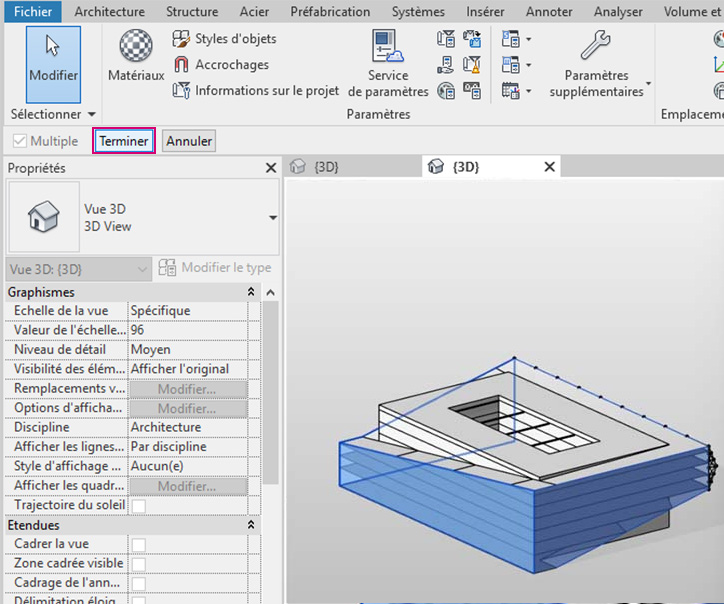 Fichier Architecture Structure Acier Préfabrication Systèmes Insérer Annoter Analyser Volume et
Modifier
Matériaux
Styles d'objets
Accrochages
Informations sur le projet
Service
de paramètres
Paramètres
supplémentaires
Sélectionner
Paramètres
Emplaceme
Multiple Terminer Annuler
Propriétés
{3D}
{3D}
Vue 3D
3D View
Vue 3D: {3D}
Modifier le type
Graphismes
Echelle de la vue Spécifique
Valeur de l'échelle... 96
Niveau de détail Moyen
Visibilité des élém... Afficher l'original
Remplacements v... Modifier...
Options d'afficha... Modifier...
Discipline Architecture
Afficher les lignes... Par discipline
Style d'affichage ... Aucun(e)
Afficher les quadr... Modifier...
Trajectoire du soleil
Etendues
Cadrer la vue
Zone cadrée visible
Cadrage de l'ann...
Délimitation éloig...